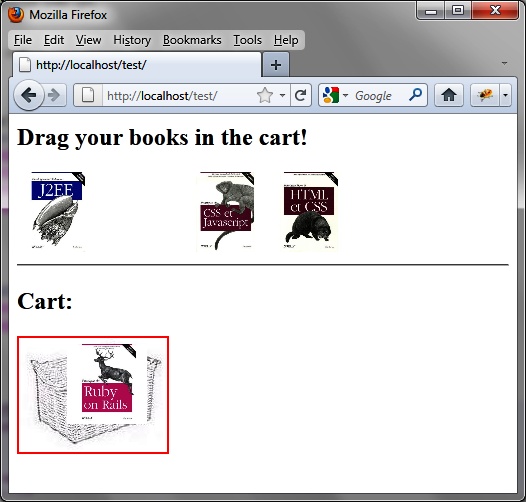 Mozilla Firefox
File Edit View History Bookmarks Tools Help
http://localhost/test/
http://localhost/test/ Google
Drag your books in the cart!
J2EE
CSS et
Javascript
HTML
et CSS
Cart:
Ruby
on Rails